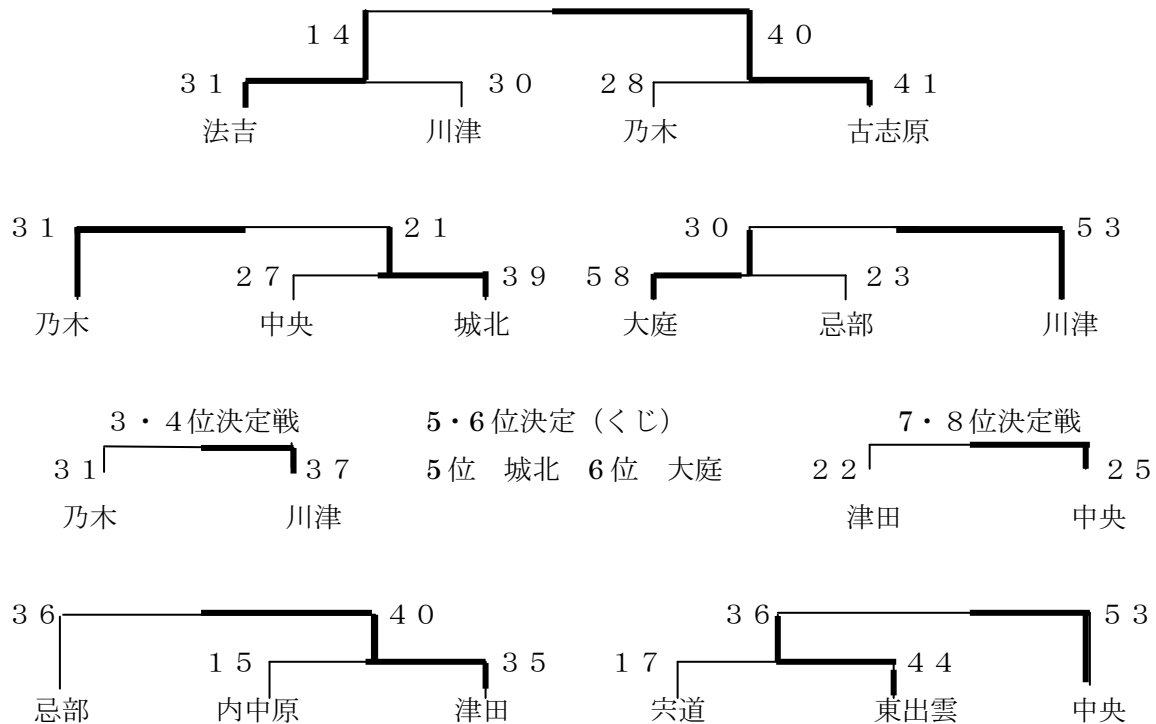 １４ ４０
３１ ３０ ２８ ４１
法吉 川津 乃木 古志原
３１ ２１ ３０ ５３
２７ ３９ ５８ ２３
乃木 中央 城北 大庭 忌部 川津
３・４位決定戦 5・6位決定（くじ） 7・8位決定戦
３１ ３７ 5位　城北　6位　大庭 ２２ ２５
乃木 川津 津田 中央
３６ ４０ ３６ ５３
１５ ３５ １７ ４４
忌部 内中原 津田 宍道 東出雲 中央